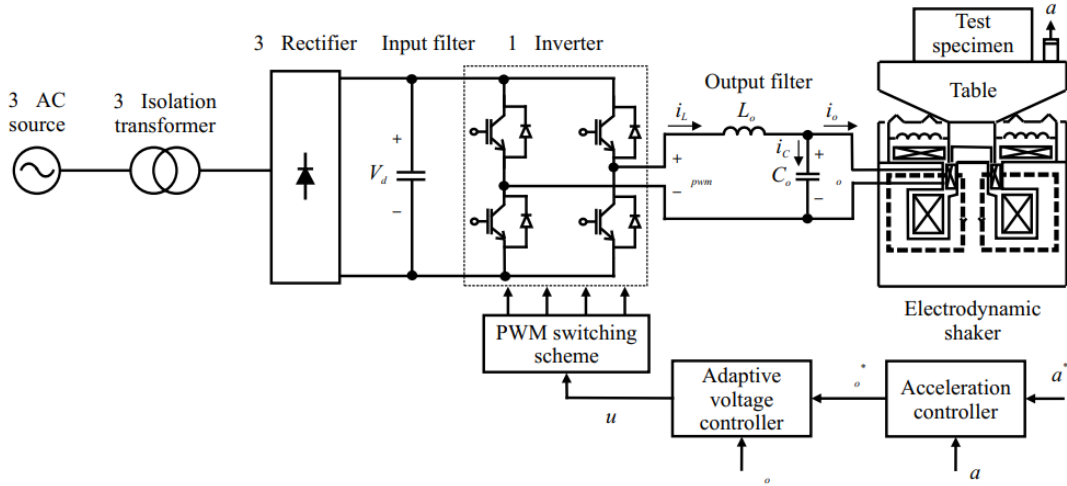 a
Test
specimen
3 Rectifier
Input filter
1 Inverter
Output filter
Table
3 AC
source
3 Isolation
transformer
i_L
L_o
i_o
+
V_d
−
+
pwm
−
i_C
C_o
+
o
−
Electrodynamic
shaker
PWM switching
scheme
Adaptive
voltage
controller
*
o
Acceleration
controller
a*
u
o
a